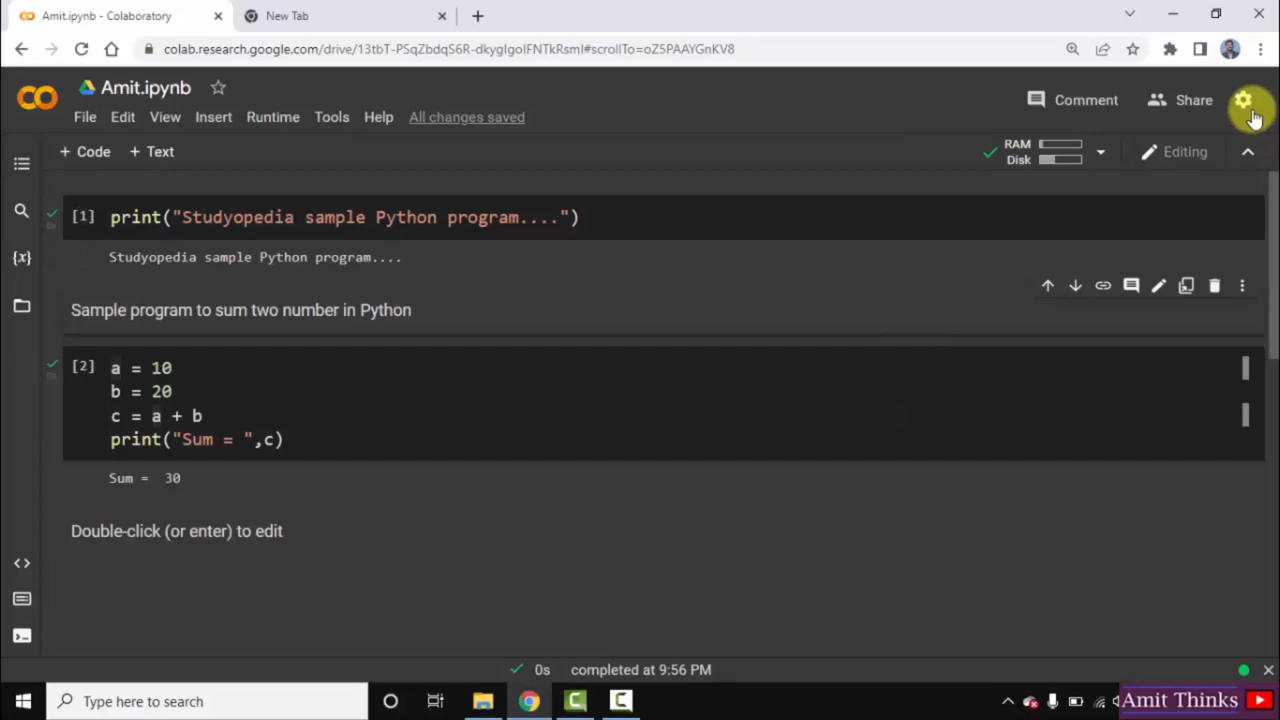 Amit.ipynb - Colaboratory
New Tab
colab.research.google.com/drive/13tbT-PSqZbdqS6R-dkygIgoIFNTkRsmI#scrollTo=oZ5PAAYGnKV8
Amit.ipynb
Comment
Share
File Edit View Insert Runtime Tools Help All changes saved
+ Code + Text
RAM
Disk
Editing
[1] print("Studyopedia sample Python program....")
0s
Studyopedia sample Python program....
Sample program to sum two number in Python
[2] a = 10
0s
b = 20
c = a + b
print("Sum = ",c)
Sum =  30
Double-click (or enter) to edit
{x}
0s completed at 9:56 PM
Type here to search
Amit Thinks